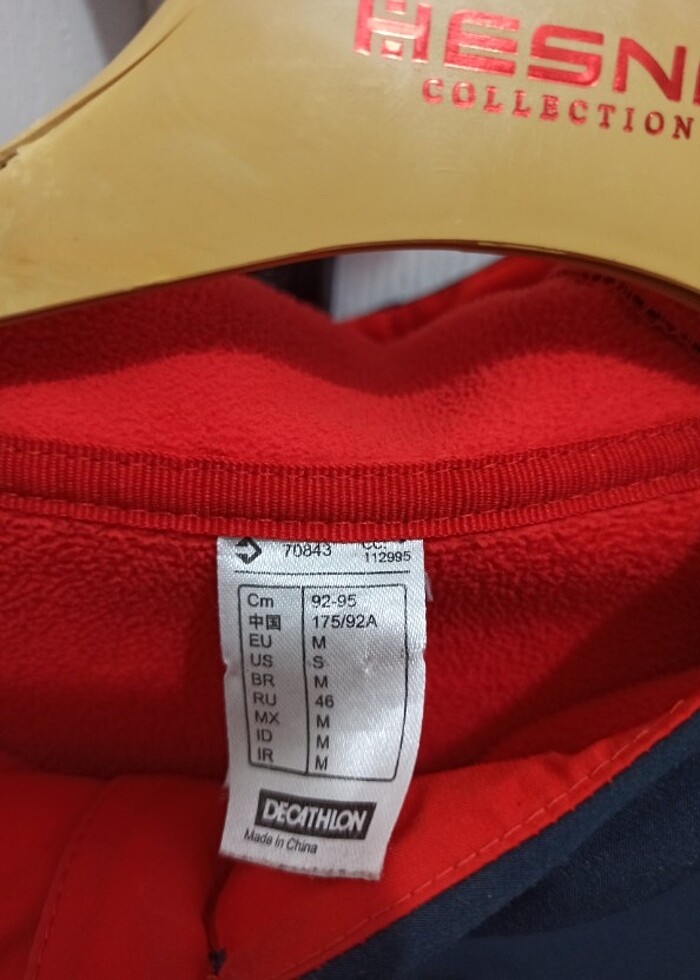 HESN
COLLECTION
70843 CC:
112995
Cm 92-95
中国 175/92A
EU M
US S
BR M
RU 46
MX M
ID M
IR M
DECATHLON
Made in China